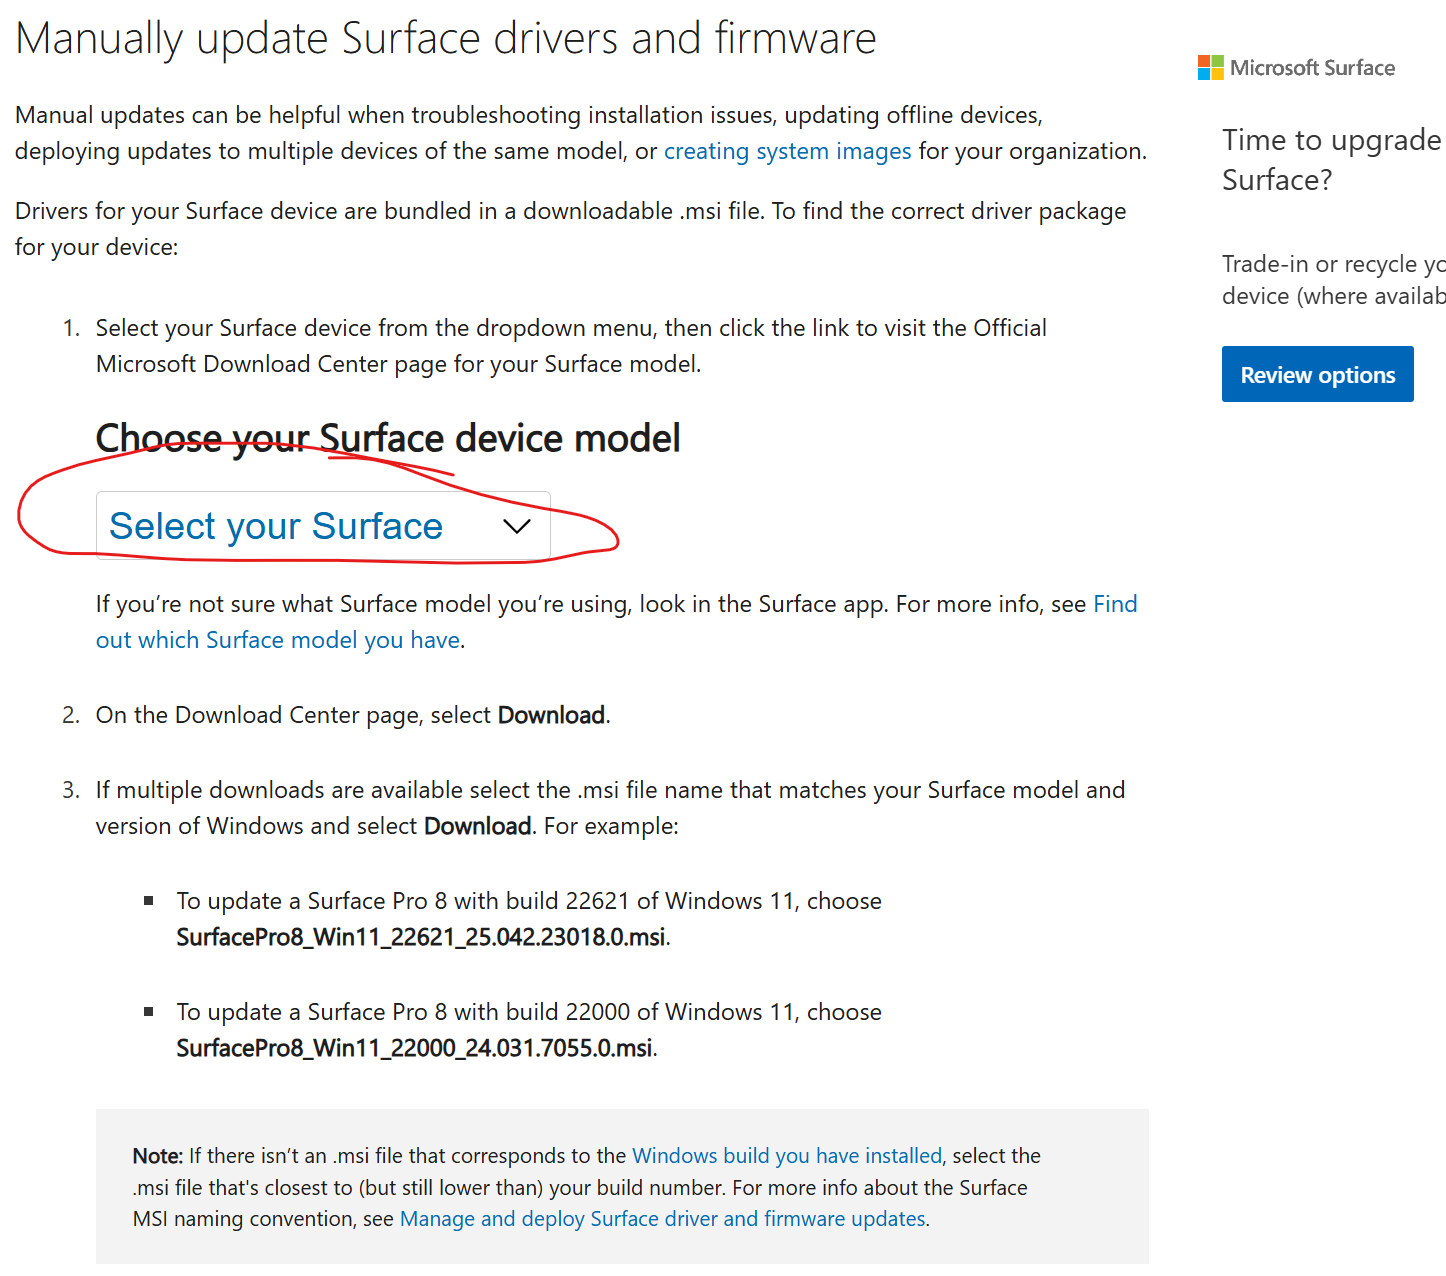 Manually update Surface drivers and firmware
Manual updates can be helpful when troubleshooting installation issues, updating offline devices,
deploying updates to multiple devices of the same model, or creating system images for your organization.
Drivers for your Surface device are bundled in a downloadable .msi file. To find the correct driver package
for your device:
1. Select your Surface device from the dropdown menu, then click the link to visit the Official
Microsoft Download Center page for your Surface model.
Choose your Surface device model
Select your Surface
If you’re not sure what Surface model you’re using, look in the Surface app. For more info, see Find
out which Surface model you have.
2. On the Download Center page, select Download.
3. If multiple downloads are available select the .msi file name that matches your Surface model and
version of Windows and select Download. For example:
▪ To update a Surface Pro 8 with build 22621 of Windows 11, choose
SurfacePro8_Win11_22621_25.042.23018.0.msi.
▪ To update a Surface Pro 8 with build 22000 of Windows 11, choose
SurfacePro8_Win11_22000_24.031.7055.0.msi.
Note: If there isn’t an .msi file that corresponds to the Windows build you have installed, select the
.msi file that's closest to (but still lower than) your build number. For more info about the Surface
MSI naming convention, see Manage and deploy Surface driver and firmware updates.
Microsoft Surface
Time to upgrade
Surface?
Trade-in or recycle yo
device (where availab
Review options